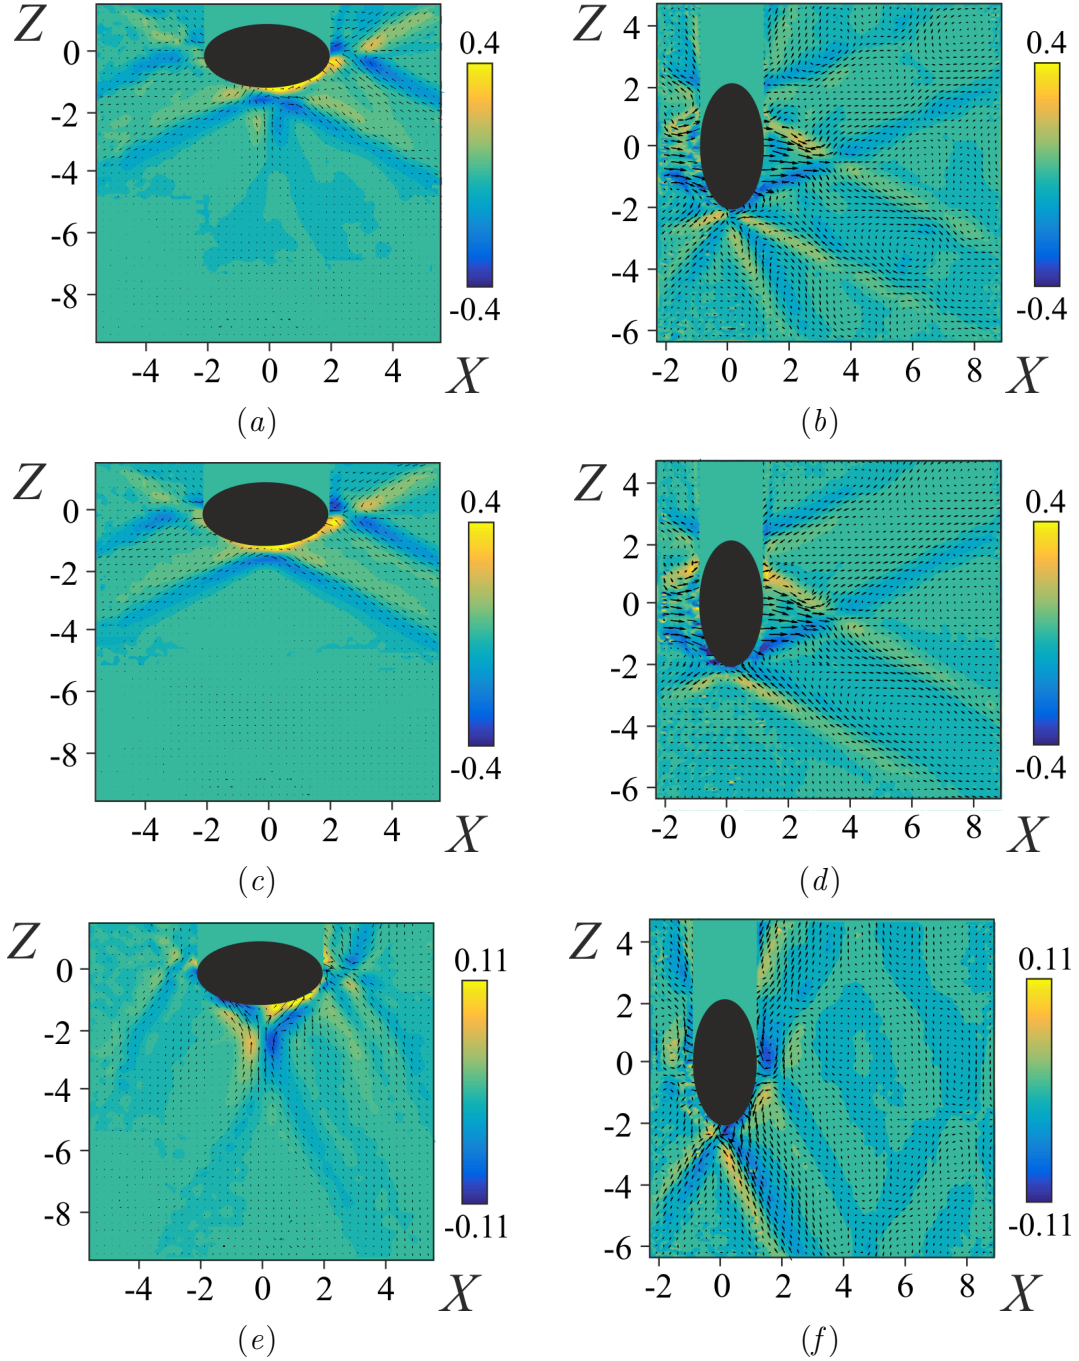 Z 0 -2 -4 -6 -8 -4 -2 0 2 4 X 0.4 -0.4
(a)
Z 4 2 0 -2 -4 -6 -2 0 2 4 6 8 X 0.4 -0.4
(b)
Z 0 -2 -4 -6 -8 -4 -2 0 2 4 X 0.4 -0.4
(c)
Z 4 2 0 -2 -4 -6 -2 0 2 4 6 8 X 0.4 -0.4
(d)
Z 0 -2 -4 -6 -8 -4 -2 0 2 4 X 0.11 -0.11
(e)
Z 4 2 0 -2 -4 -6 -2 0 2 4 6 8 X 0.11 -0.11
(f)